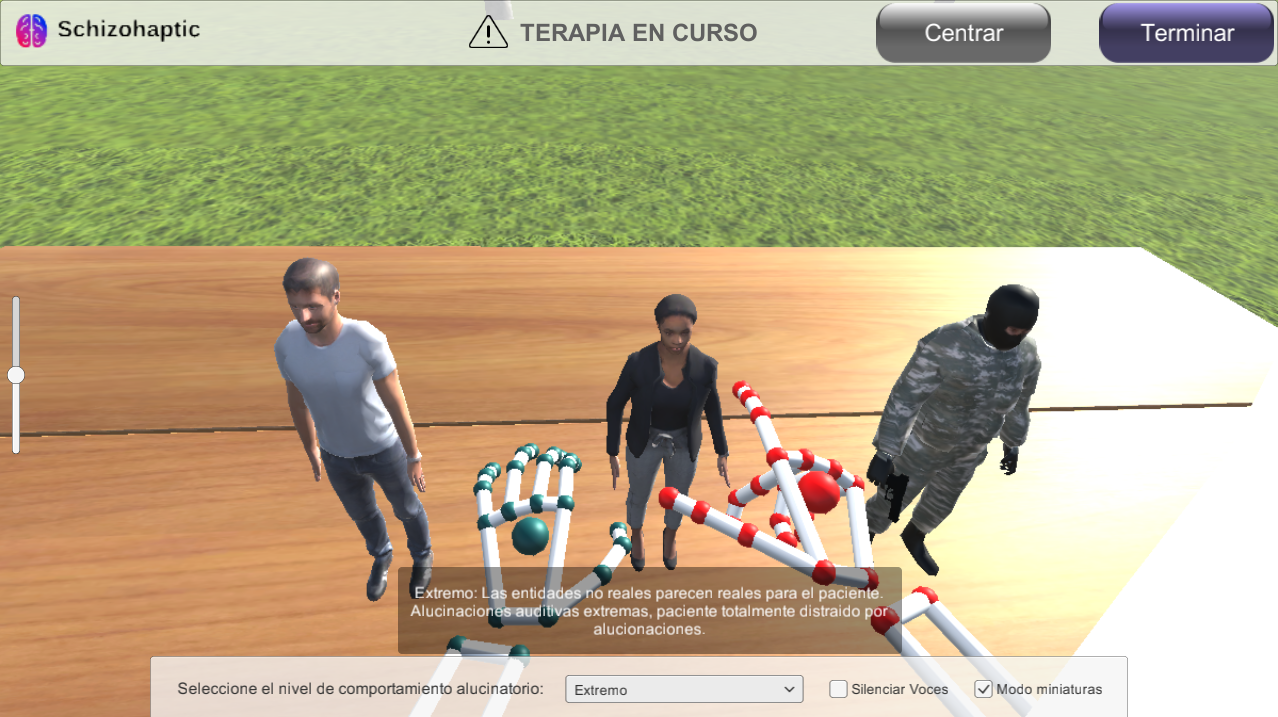 Schizohaptic
TERAPIA EN CURSO
Centrar
Terminar
Extremo: Las entidades no reales parecen reales para el paciente.
Alucinaciones auditivas extremas, paciente totalmente distraido por
alucionaciones.
Seleccione el nivel de comportamiento alucinatorio:
Extremo
Silenciar Voces
Modo miniaturas